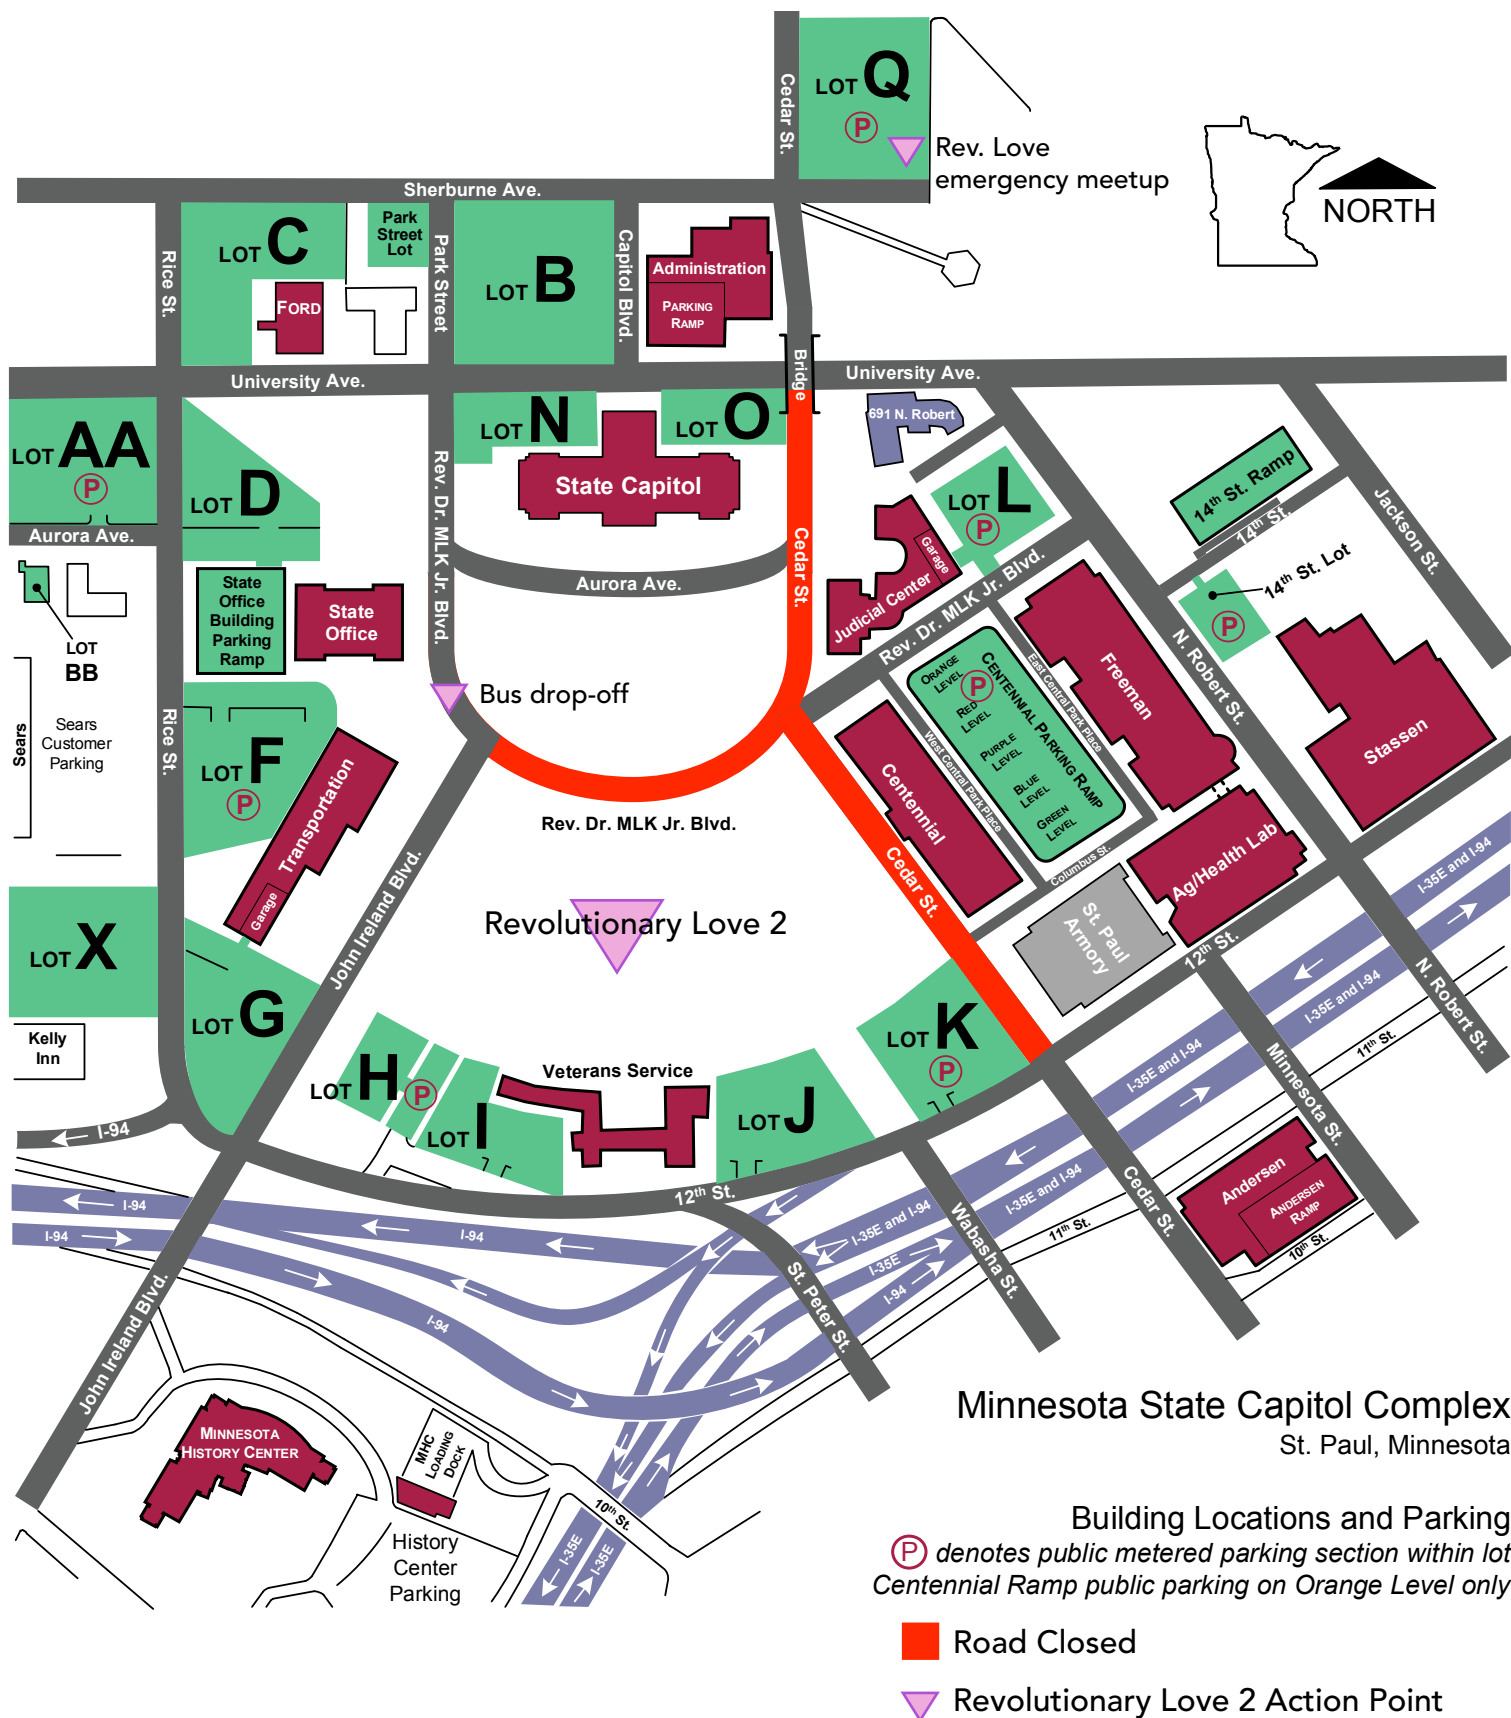 Cedar St.
LOT Q
P
Rev. Love
emergency meetup
NORTH
Sherburne Ave.
Rice St.
LOT C
Park
Street
Lot
Park Street
LOT B
Capitol Blvd.
Administration
PARKING
RAMP
FORD
Bridge
University Ave.
University Ave.
LOT AA
P
LOT D
LOT N
LOT O
State Capitol
691 N. Robert
LOT L
P
14th St. Ramp
14th St.
Jackson St.
14th St. Lot
P
Aurora Ave.
Rev. Dr. MLK Jr. Blvd.
Aurora Ave.
Cedar St.
Garage
Judicial Center
Rev. Dr. MLK Jr. Blvd.
LOT
BB
State
Office
Building
Parking
Ramp
State
Office
Sears
Sears
Customer
Parking
Rice St.
Bus drop-off
ORANGE
LEVEL
P
RED
LEVEL
PURPLE
LEVEL
BLUE
LEVEL
GREEN
LEVEL
CENTENNIAL PARKING RAMP
East Central Park Place
West Central Park Place
Freeman
N. Robert St.
Stassen
LOT F
P
Transportation
Garage
Centennial
Rev. Dr. MLK Jr. Blvd.
Cedar St.
Columbus St.
Ag/Health Lab
St. Paul
Armory
12th St.
I-35E and I-94
I-35E and I-94
N. Robert St.
John Ireland Blvd.
Revolutionary Love 2
LOT X
LOT G
Kelly
Inn
LOT H
P
LOT I
Veterans Service
LOT J
LOT K
P
I-35E and I-94
I-35E and I-94
11th St.
Minnesota St.
I-94
12th St.
Cedar St.
Andersen
ANDERSEN
RAMP
10th St.
11th St.
Wabasha St.
I-94
I-94
I-94
I-35E and I-94
I-35E
I-94
I-94
St. Peter St.
John Ireland Blvd.
MINNESOTA
HISTORY CENTER
MHC
LOADING
DOCK
History
Center
Parking
10th St.
I-35E
I-35E
Minnesota State Capitol Complex
St. Paul, Minnesota
Building Locations and Parking
P denotes public metered parking section within lot
Centennial Ramp public parking on Orange Level only
Road Closed
Revolutionary Love 2 Action Point